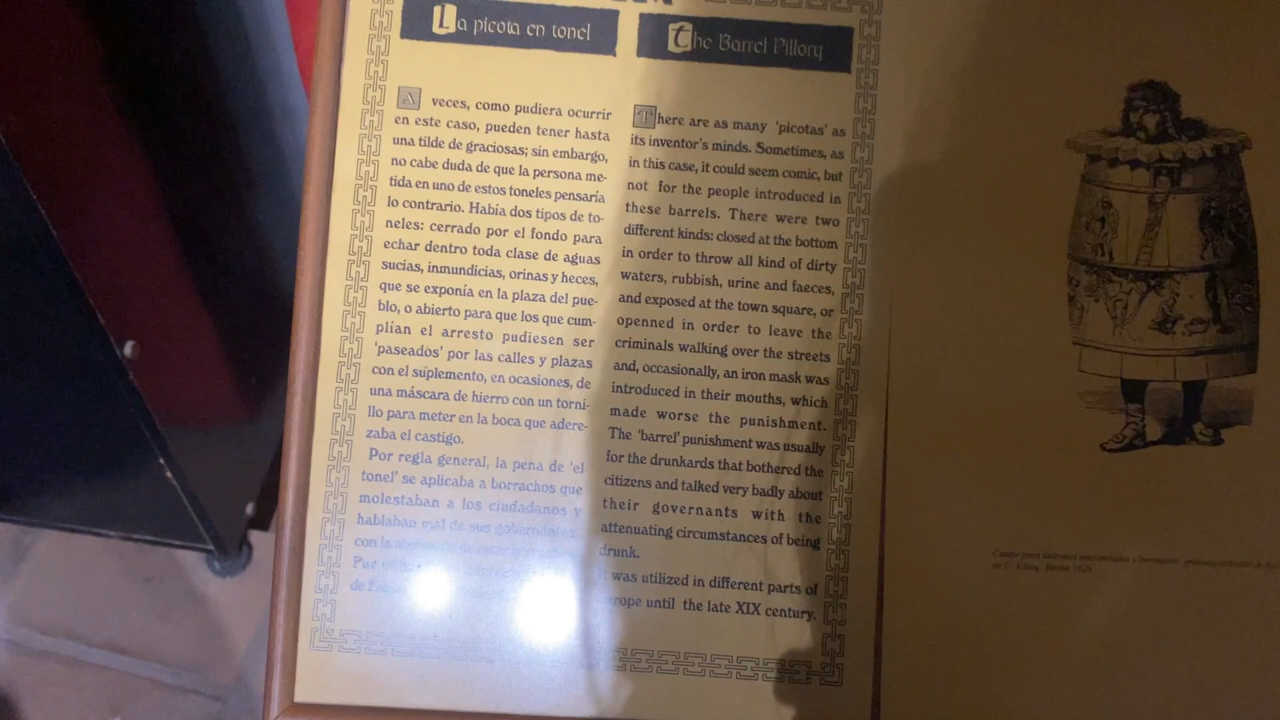 La picota en tonel
A veces, como pudiera ocurrir
en este caso, pueden tener hasta
una tilde de graciosas; sin embargo,
no cabe duda de que la persona me-
tida en uno de estos toneles pensaría
lo contrario. Había dos tipos de to-
neles: cerrado por el fondo para
echar dentro toda clase de aguas
sucias, inmundicias, orinas y heces,
que se exponía en la plaza del pue-
blo, o abierto para que los que cum-
plían el arresto pudiesen ser
'paseados' por las calles y plazas
con el suplemento, en ocasiones, de
una máscara de hierro con un torni-
llo para meter en la boca que adere-
zaba el castigo.
Por regla general, la pena de 'el
tonel' se aplicaba a borrachos que
molestaban a los ciudadanos y
hablaban mal de sus gobernantes
con la
de
The Barrel Pillory
There are as many 'picotas' as
its inventor's minds. Sometimes, as
in this case, it could seem comic, but
not for the people introduced in
these barrels. There were two
different kinds: closed at the bottom
in order to throw all kind of dirty
waters, rubbish, urine and faeces,
and exposed at the town square, or
openned in order to leave the
criminals walking over the streets
and, occasionally, an iron mask was
introduced in their mouths, which
made worse the punishment.
The 'barrel' punishment was usually
for the drunkards that bothered the
citizens and talked very badly about
their governants with the
attenuating circumstances of being
drunk.
It was utilized in different parts of
rope until the late XIX century.